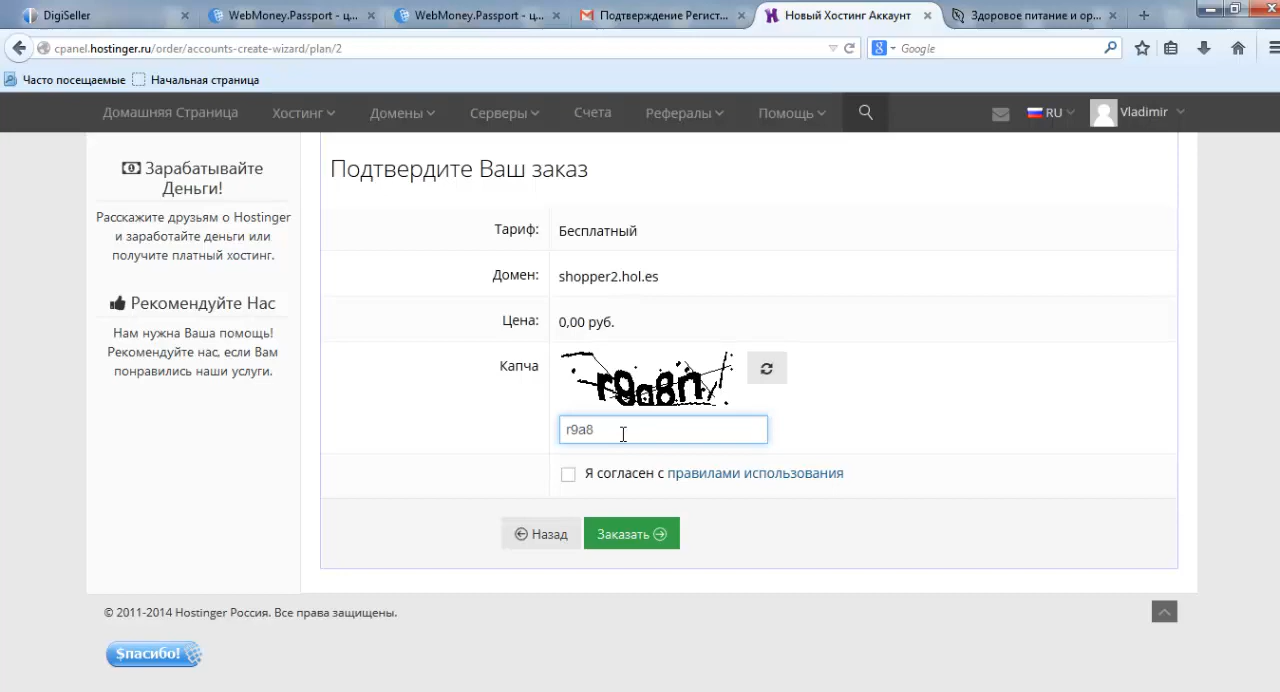 DigiSeller
WebMoney.Passport - ц...
WebMoney.Passport - ц...
Подтверждение Регист...
Новый Хостинг Аккаунт
Здоровое питание и ор...
cpanel.hostinger.ru/order/accounts-create-wizard/plan/2
Google
Часто посещаемые
Начальная страница
Домашняя Страница
Хостинг
Домены
Серверы
Счета
Рефералы
Помощь
RU
Vladimir
Зарабатывайте
Деньги!
Расскажите друзьям о Hostinger
и заработайте деньги или
получите платный хостинг.
Рекомендуйте Нас
Нам нужна Ваша помощь!
Рекомендуйте нас, если Вам
понравились наши услуги.
Подтвердите Ваш заказ
Тариф: Бесплатный
Домен: shopper2.hol.es
Цена: 0,00 руб.
Капча r9a8n
r9a8
Я согласен с правилами использования
Назад
Заказать
© 2011-2014 Hostinger Россия. Все права защищены.
$пасибо!